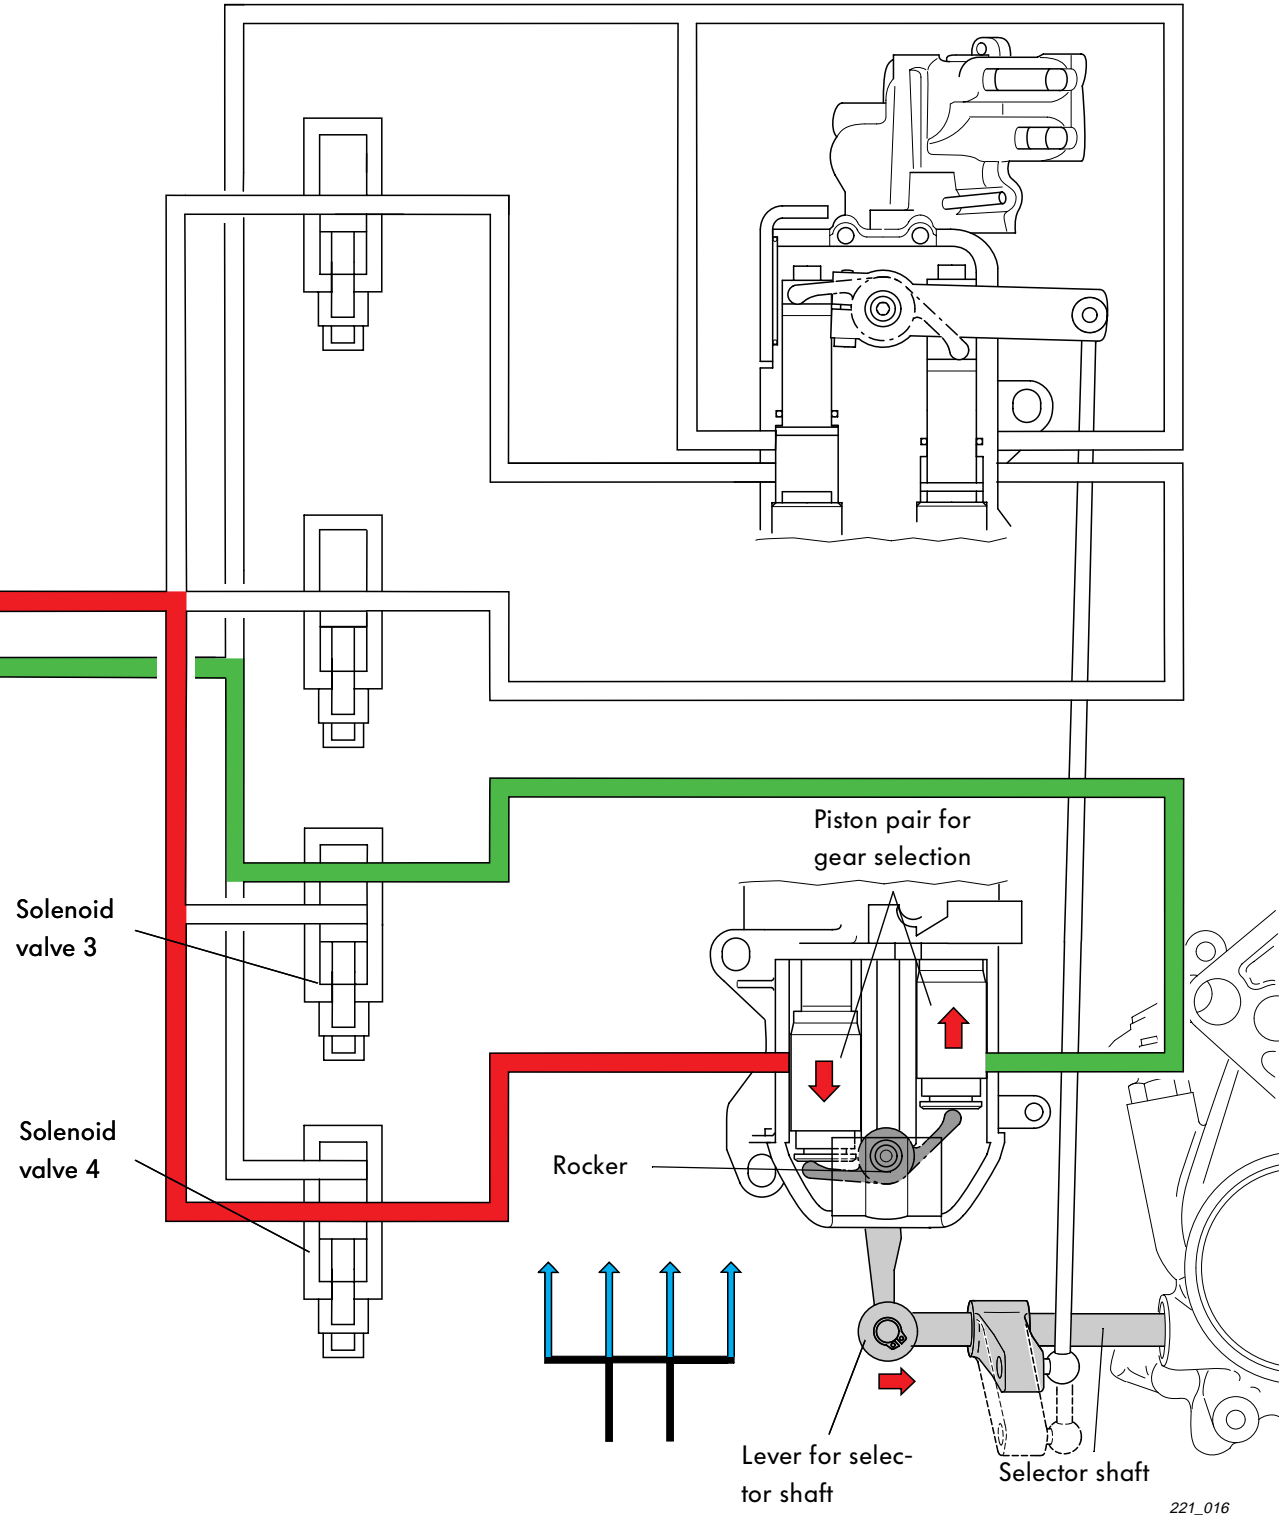 Piston pair for
gear selection
Solenoid
valve 3
Solenoid
valve 4
Rocker
Lever for selec-
tor shaft
Selector shaft
221_016